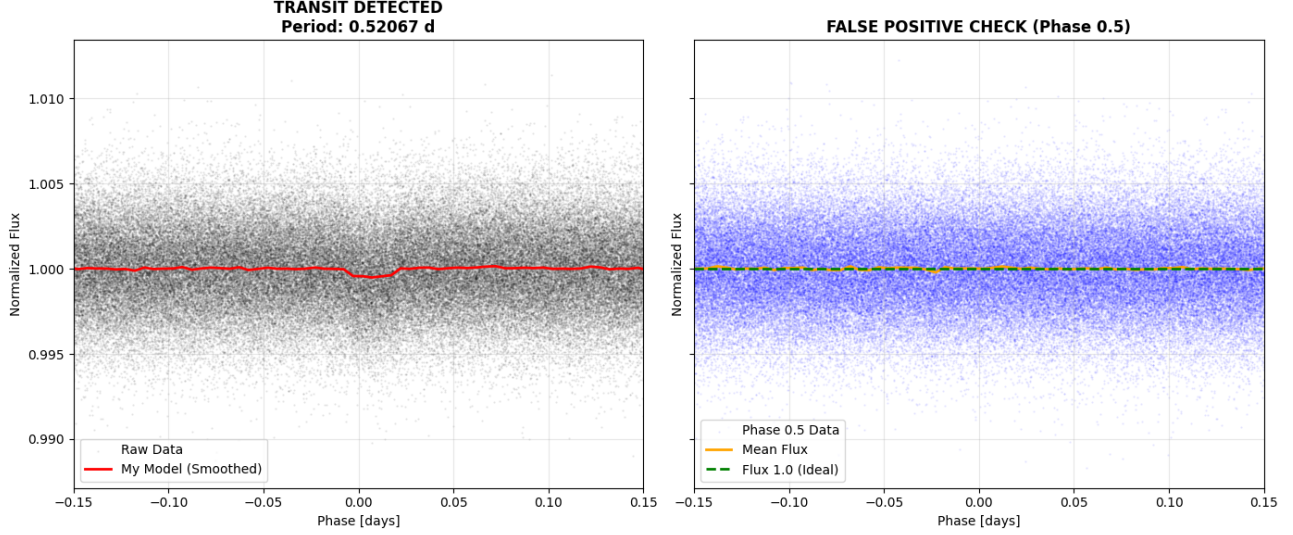 TRANSIT DETECTED
Period: 0.52067 d
Normalized Flux
1.010
1.005
1.000
0.995
0.990
Raw Data
My Model (Smoothed)
−0.15 −0.10 −0.05 0.00 0.05 0.10 0.15
Phase [days]
FALSE POSITIVE CHECK (Phase 0.5)
Normalized Flux
Phase 0.5 Data
Mean Flux
Flux 1.0 (Ideal)
−0.15 −0.10 −0.05 0.00 0.05 0.10 0.15
Phase [days]